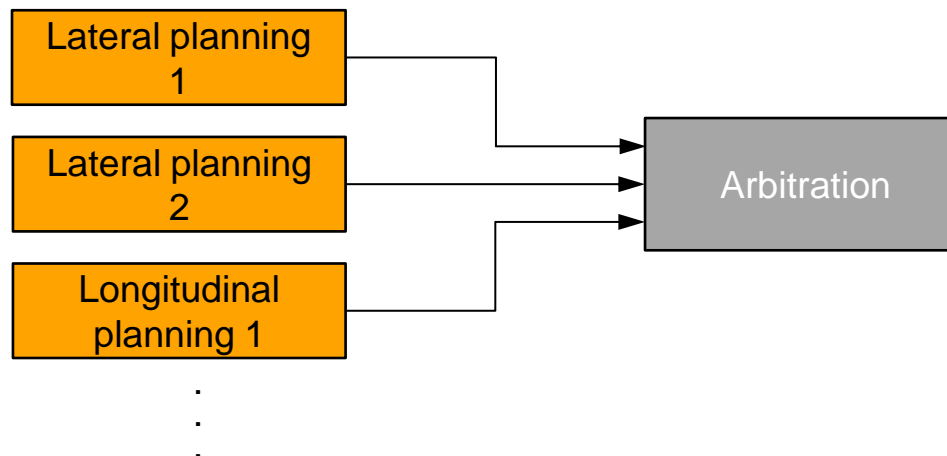 Lateral planning
1
Lateral planning
2
Longitudinal
planning 1
.
.
.
Arbitration